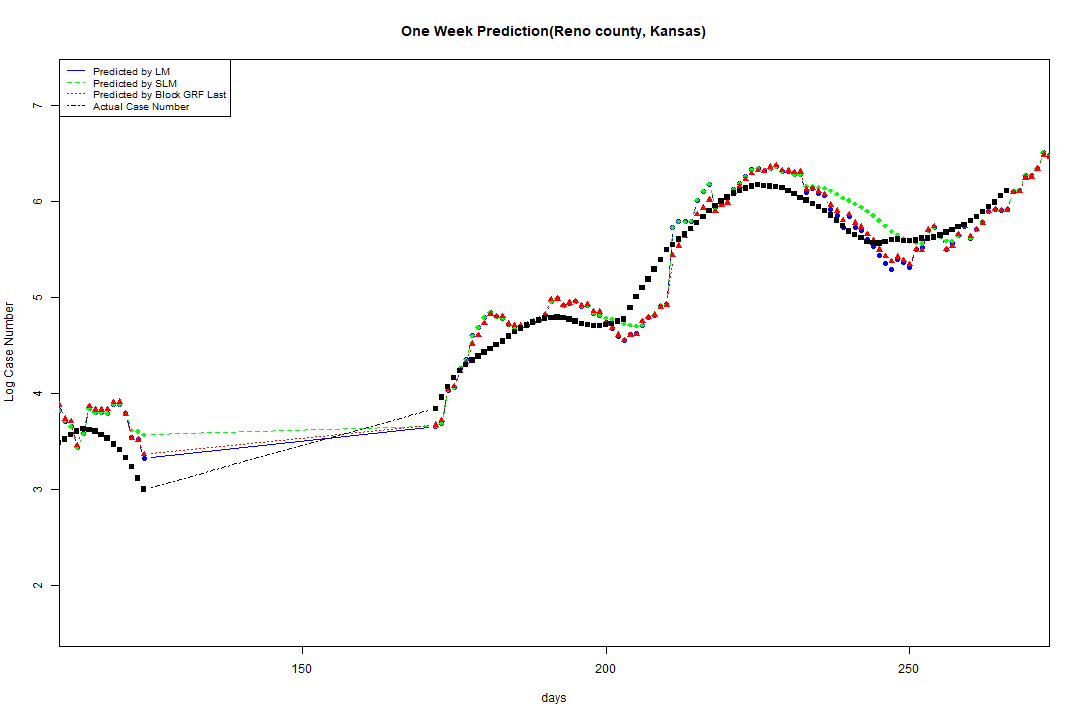 One Week Prediction(Reno county, Kansas)
Predicted by LM
Predicted by SLM
Predicted by Block GRF Last
Actual Case Number
7
6
5
4
3
2
Log Case Number
150 200 250
days